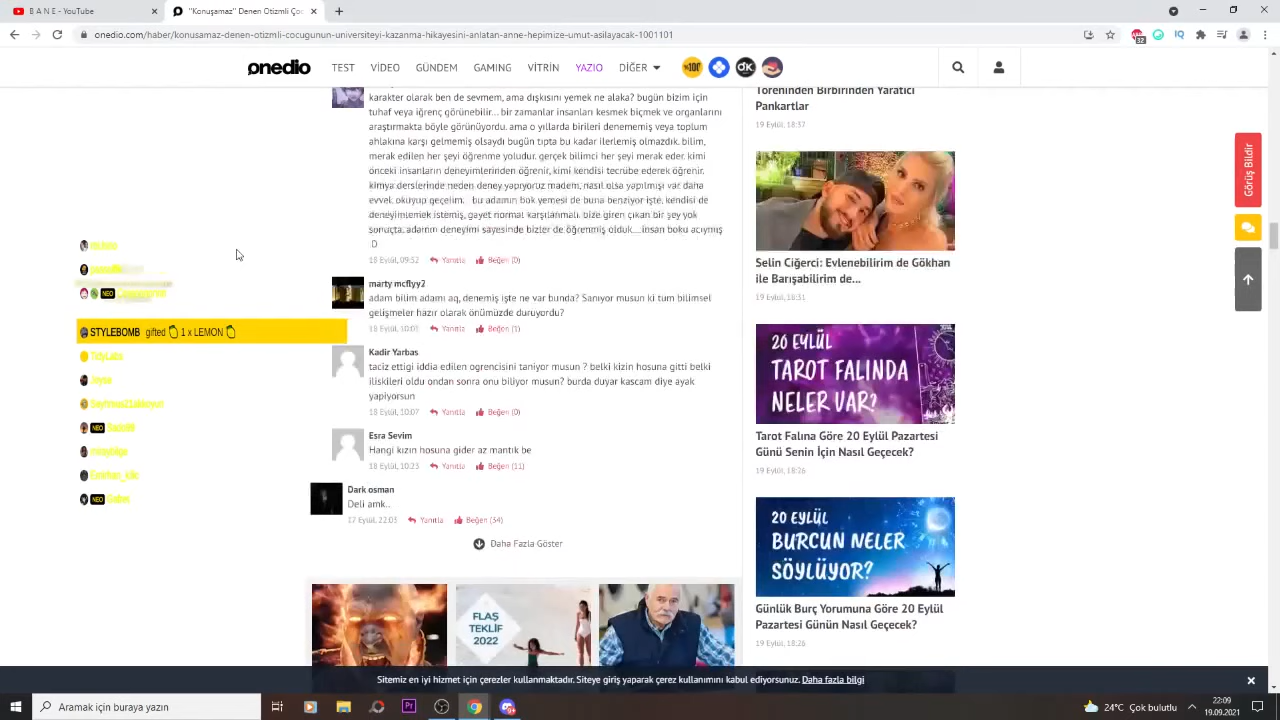 B A N E - YouTube
"Konuşamaz" Denen Otizmli Çoc
onedio.com/haber/konusamaz-denen-otizmli-cocugunun-universiteyi-kazanma-hikayesini-anlatan-anne-hepimize-umut-asilayacak-1001101
32
IQ
onedio
TEST VİDEO GÜNDEM GAMING VİTRİN YAZIO DİĞER
karakter olarak ben de sevmem, ama dışkısını yemek ne alaka? bugün bizim için
tuhaf veya iğrenç görünebilir... bir zamanlar insanları kesmek biçmek ve organlarını
araştırmakta böyle görünüyordu. ama o yıllarda birileri denememiş veya toplum
ahlakına karşı gelmemiş olsaydı bugün tıpta bu kadar ilerlemiş olmazdı. bilim,
merak edilen her şeyi öğrenme yoludur. gerçek bilimci her şeyi merak eder. kimi
önceki insanların deneyimlerinden öğrenir, kimi kendisi tecrübe ederek öğrenir.
kimya derslerinde neden deney yapıyoruz madem, nasıl olsa yapılmışı var daha
evvel, okuyup geçelim.. bu adamın bok yemesi de buna benziyor işte, kendisi de
deneyimlemek istemiş, gayet normal karşılanmalı. bize giren çıkan bir şey yok
sonuçta. adamın deneyimi sayesinde bizler de öğrenmiş olduk....insan boku acıymış
:D
18 Eylül, 09:52 Yanıtla Beğen (0)
marty mcflyy2
adam bilim adamı aq, denemiş işte ne var bunda? Sanıyor musun ki tüm bilimsel
gelişmeler hazır olarak önümüzde duruyordu?
18 Eylül, 10:01 Yanıtla Beğen (1)
Kadir Yarbas
taciz ettigi iddia edilen ogrencisini taniyor musun ? belki kizin hosuna gitti belki
iliskileri oldu ondan sonra onu biliyor musun? burda duyar kascam diye ayak
yapiyorsun
18 Eylül, 10:07 Yanıtla Beğen (0)
Esra Sevim
Hangi kızın hosuna gider az mantık be
18 Eylül, 10:23 Yanıtla Beğen (11)
Dark osman
Deli amk..
17 Eylül, 22:03 Yanıtla Beğen (34)
Daha Fazla Göster
NEO
STYLEBOMB gifted 1 x LEMON
TidyLabs
NEO
NEO
FLAŞ
TEKLİF
2022
Töreninden Birbirinden Yaratıcı
Pankartlar
19 Eylül, 18:37
Selin Ciğerci: Evlenebilirim de Gökhan
ile Barışabilirim de...
19 Eylül, 18:31
20 EYLÜL
TAROT FALINDA
NELER VAR?
Tarot Falına Göre 20 Eylül Pazartesi
Günü Senin İçin Nasıl Geçecek?
19 Eylül, 18:26
20 EYLÜL
BURCUN NELER
SÖYLÜYOR?
Günlük Burç Yorumuna Göre 20 Eylül
Pazartesi Günün Nasıl Geçecek?
19 Eylül, 18:26
Görüş Bildir
Sitemizi en iyi hizmet için çerezler kullanmaktadır. Siteye giriş yaparak çerez kullanımını kabul ediyorsunuz. Daha fazla bilgi
Aramak için buraya yazın
Pr
24°C Çok bulutlu
22:09
19.09.2021